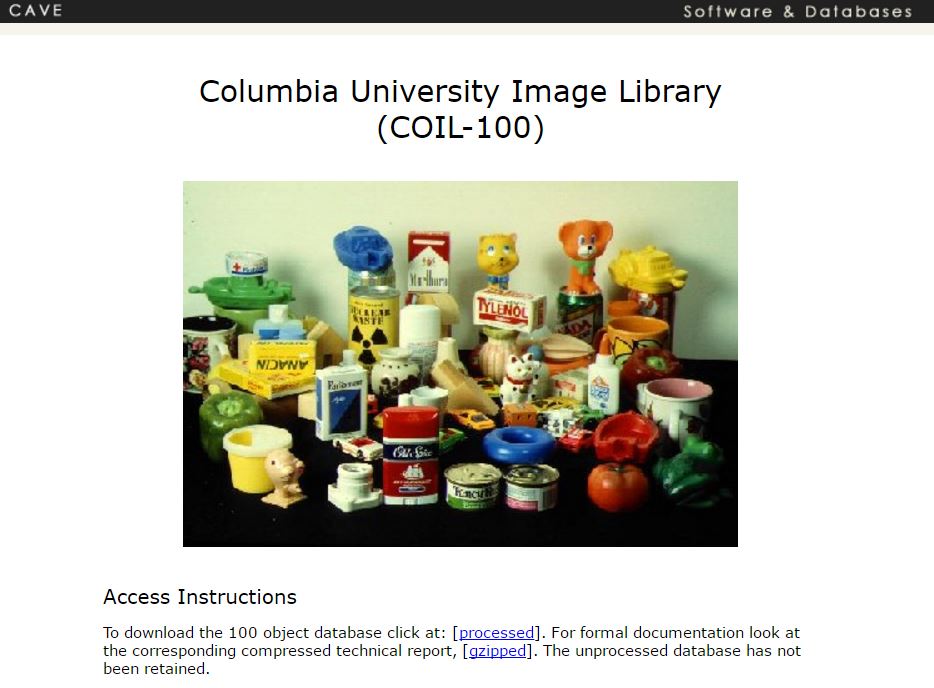 CAVE
Software & Databases
Columbia University Image Library
(COIL-100)
Marlboro
NUCLEAR
WASTE
TYLENOL
ANACIN
Parliament
Old Spice
Fancy
Access Instructions
To download the 100 object database click at: [processed]. For formal documentation look at
the corresponding compressed technical report, [gzipped]. The unprocessed database has not
been retained.